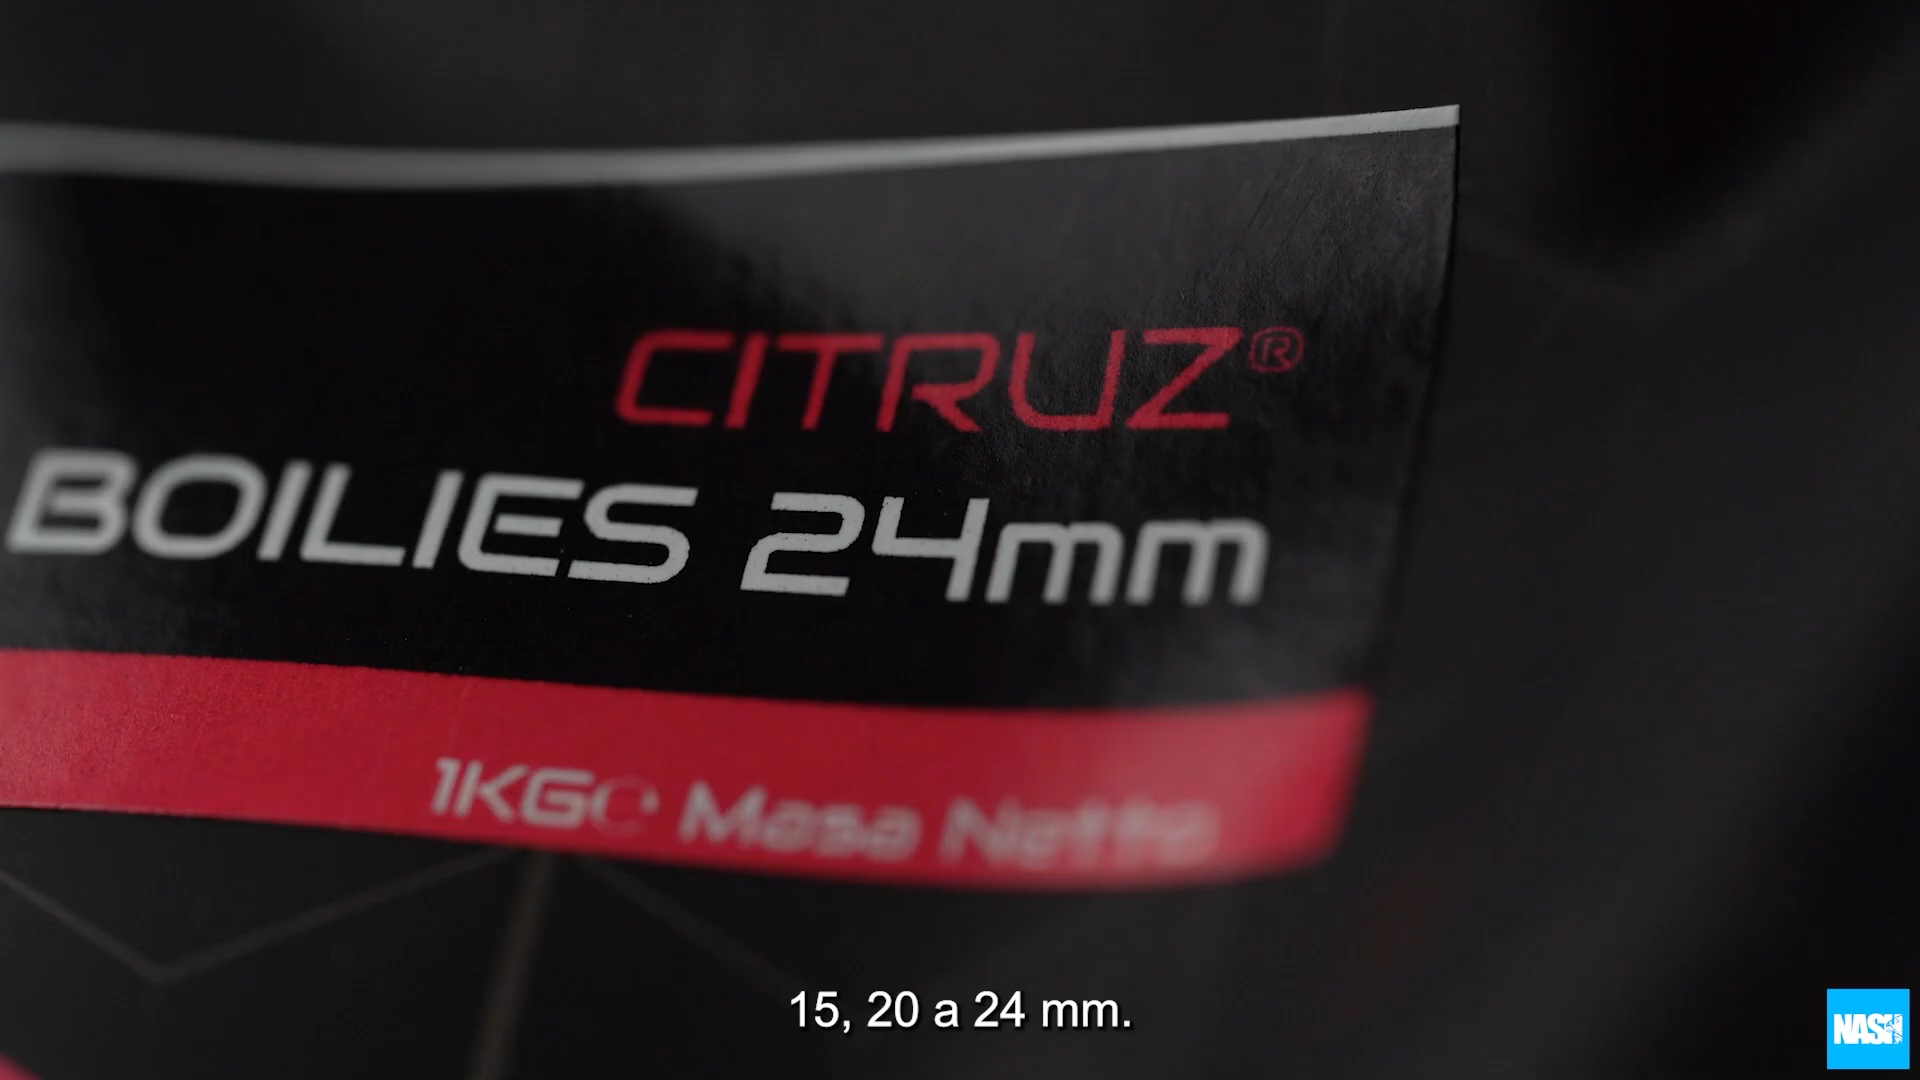 CITRUZ®
BOILIES 24mm
1KG℮ Masa Netto
15, 20 a 24 mm.
NASH